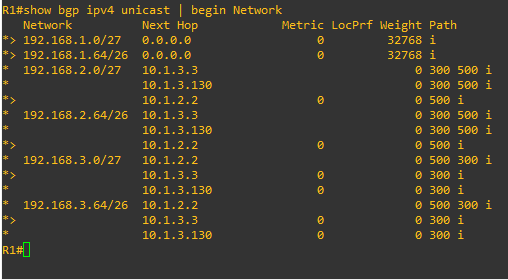 R1#show bgp ipv4 unicast | begin Network
     Network          Next Hop            Metric LocPrf Weight Path
 *>  192.168.1.0/27   0.0.0.0                  0         32768 i
 *>  192.168.1.64/26  0.0.0.0                  0         32768 i
 *   192.168.2.0/27   10.1.3.3                               0 300 500 i
 *                    10.1.3.130                             0 300 500 i
 *>                   10.1.2.2                 0             0 500 i
 *   192.168.2.64/26  10.1.3.3                               0 300 500 i
 *                    10.1.3.130                             0 300 500 i
 *>                   10.1.2.2                 0             0 500 i
 *   192.168.3.0/27   10.1.2.2                               0 500 300 i
 *>                   10.1.3.3                 0             0 300 i
 *                    10.1.3.130               0             0 300 i
 *   192.168.3.64/26  10.1.2.2                               0 500 300 i
 *>                   10.1.3.3                 0             0 300 i
 *                    10.1.3.130               0             0 300 i
R1#